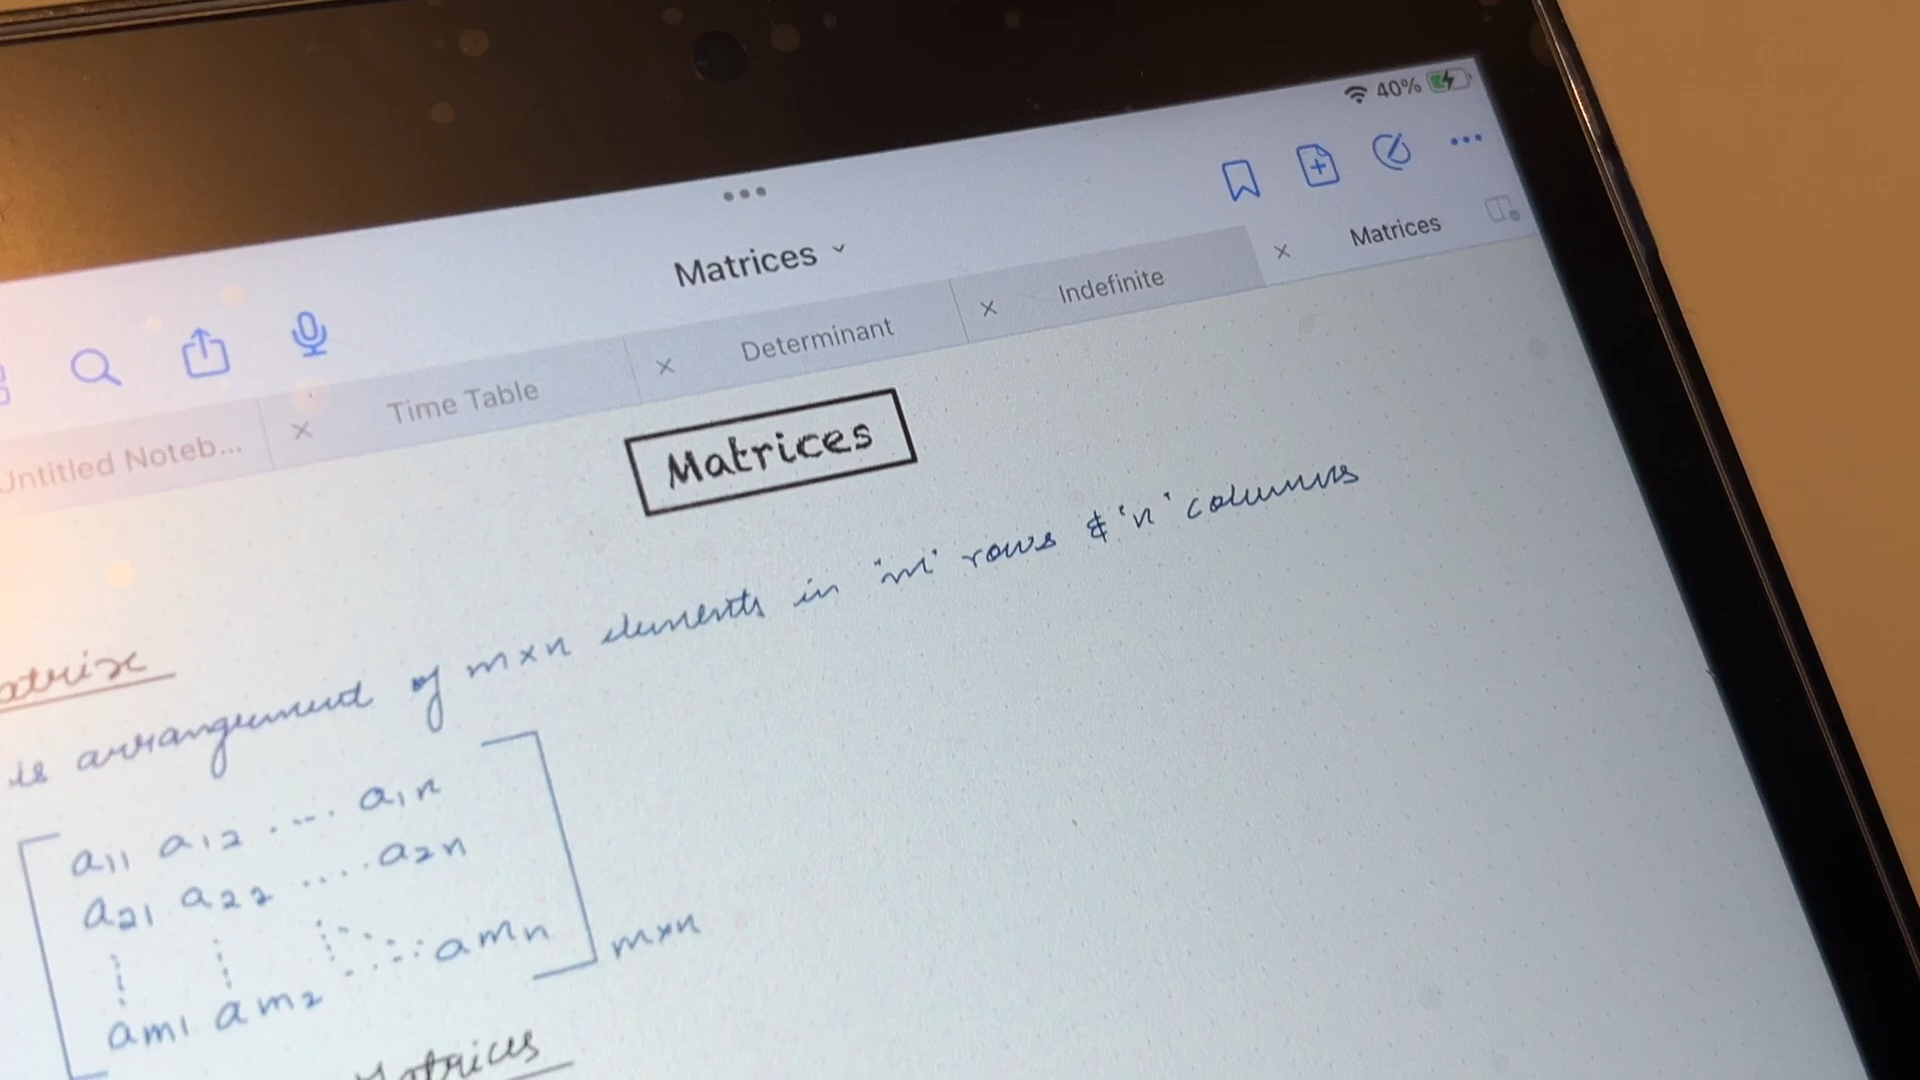 40%
Matrices
Untitled Noteb... × Time Table × Determinant × Indefinite × Matrices
Matrices
is arrangement of m×n elements in 'm' rows & 'n' columns
a11 a12 ..... a1n
a21 a22 .... a2n
am1 am2 ..... amn
m×n
Matrices